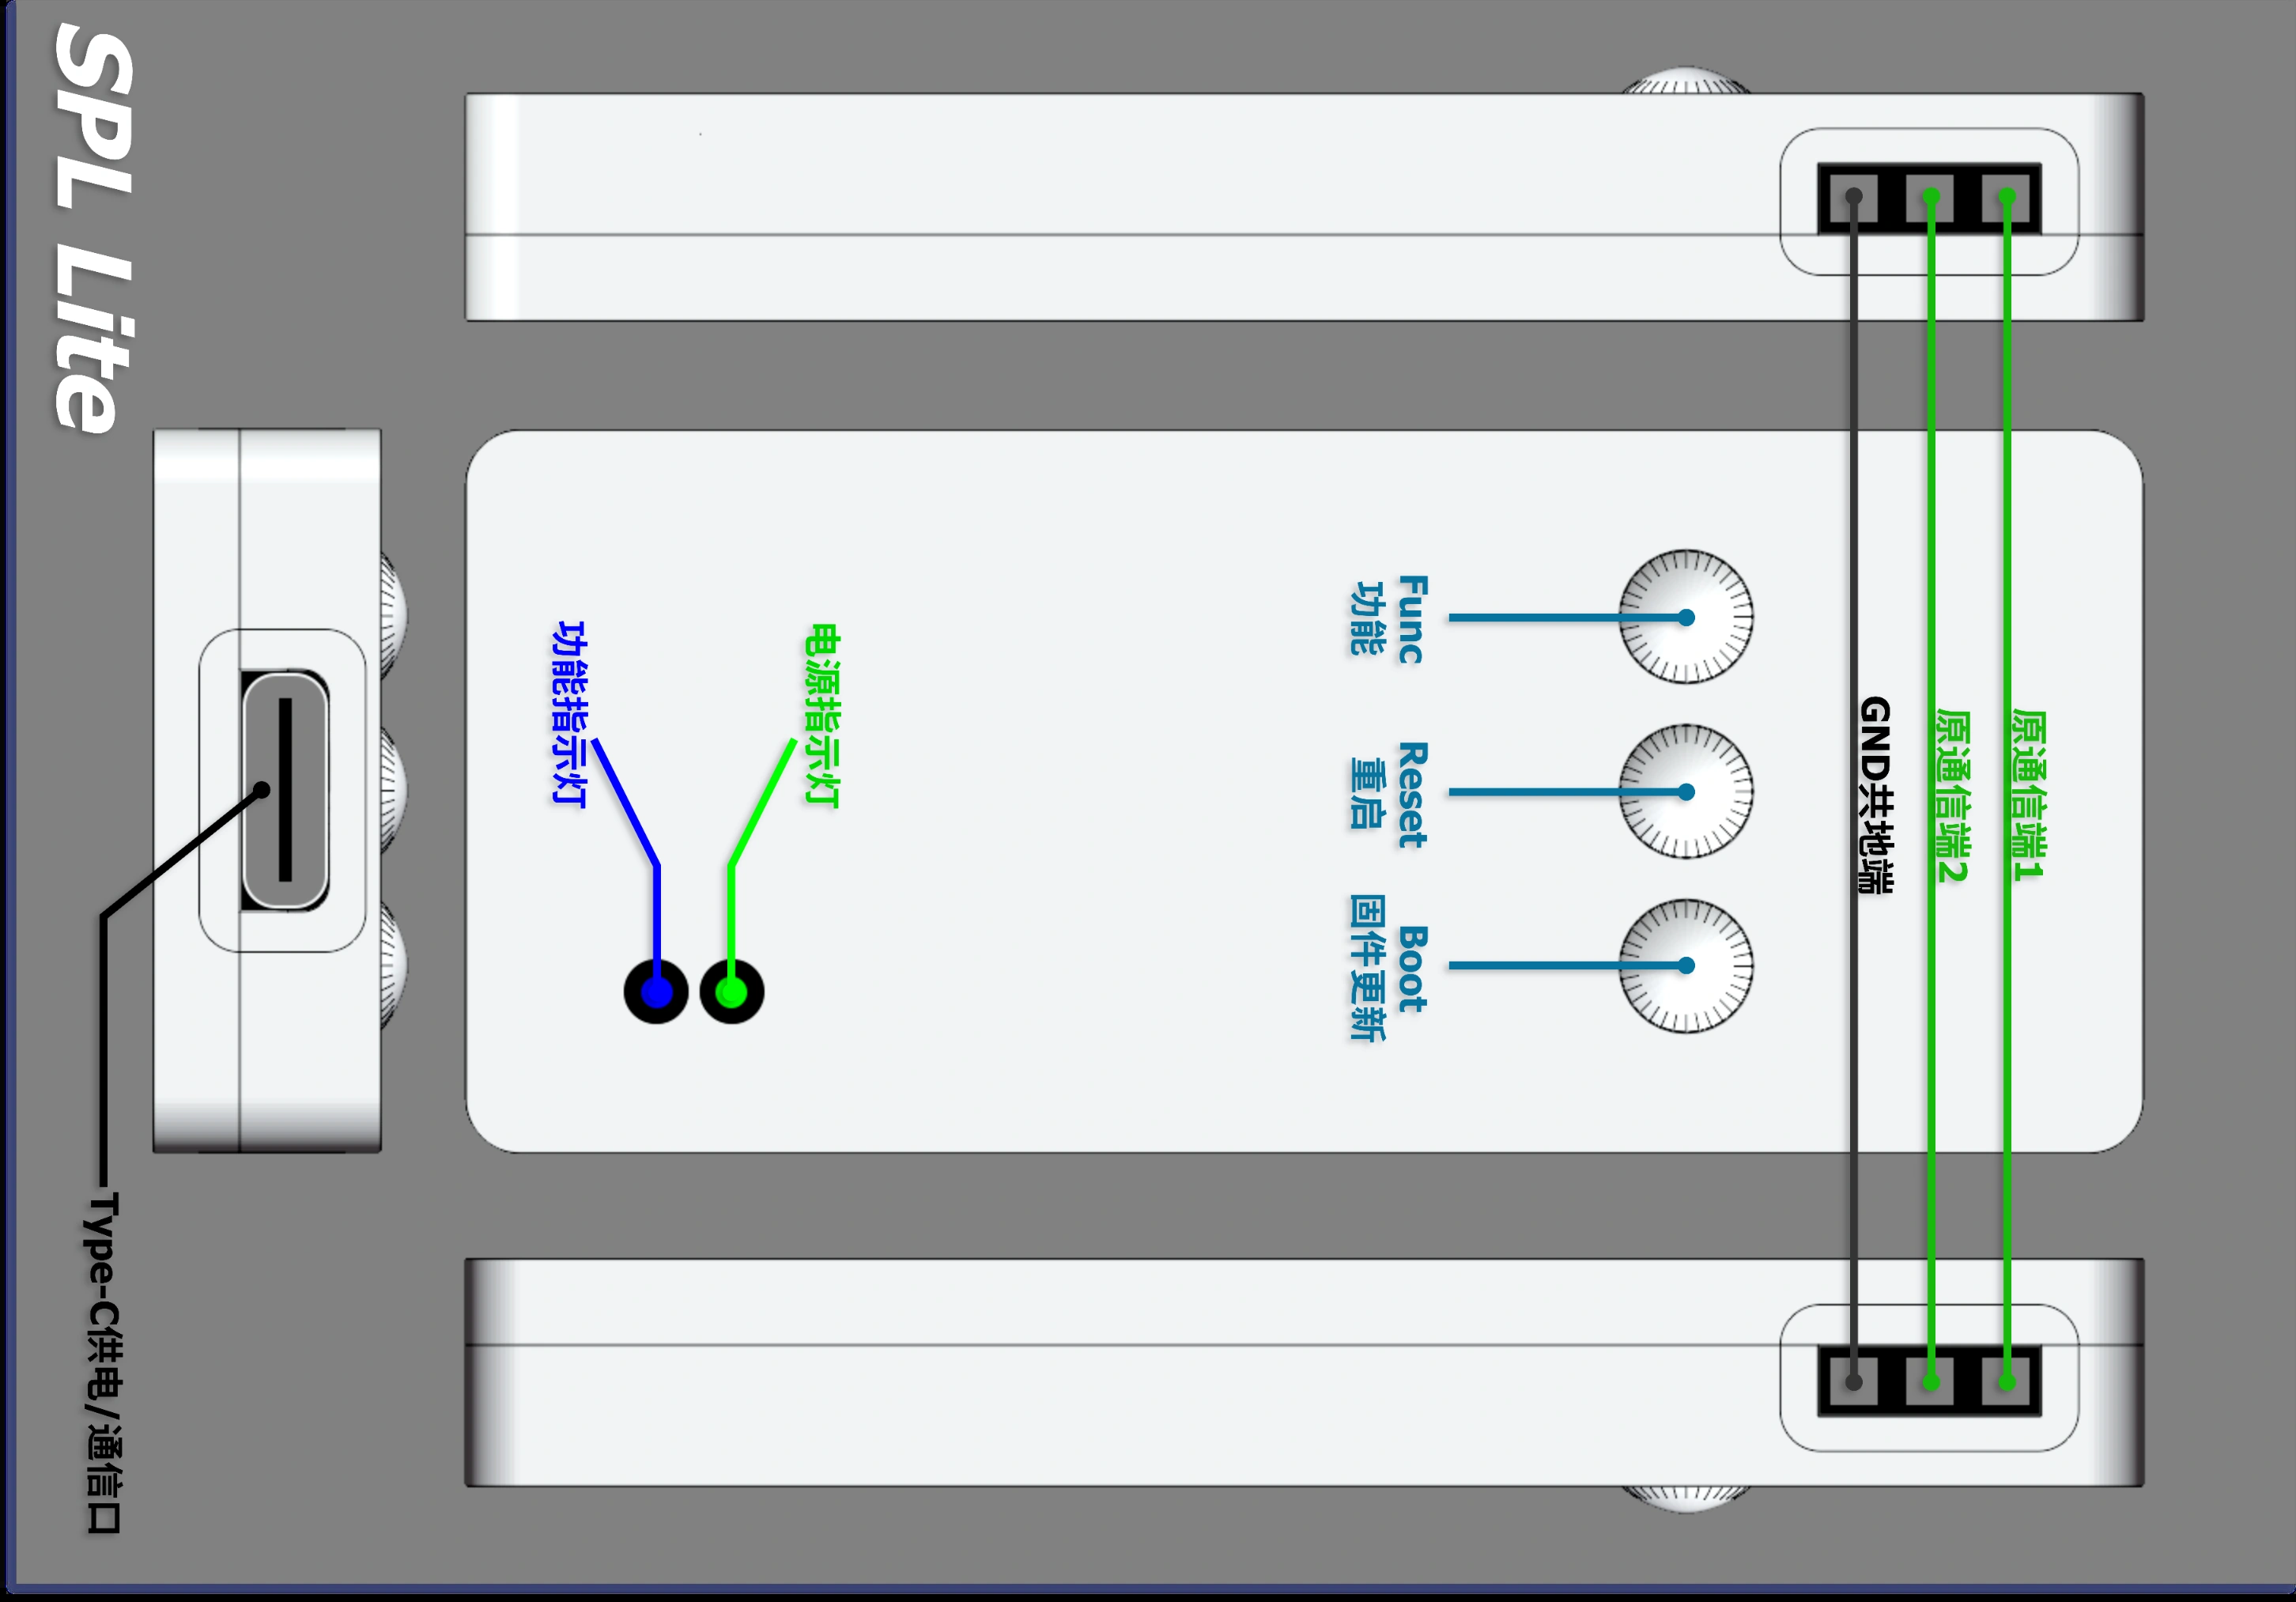 SPL Lite
原通信端1
原通信端2
GND共地端
Func
功能
Reset
重启
Boot
固件更新
电源指示灯
功能指示灯
Type-C供电/通信口